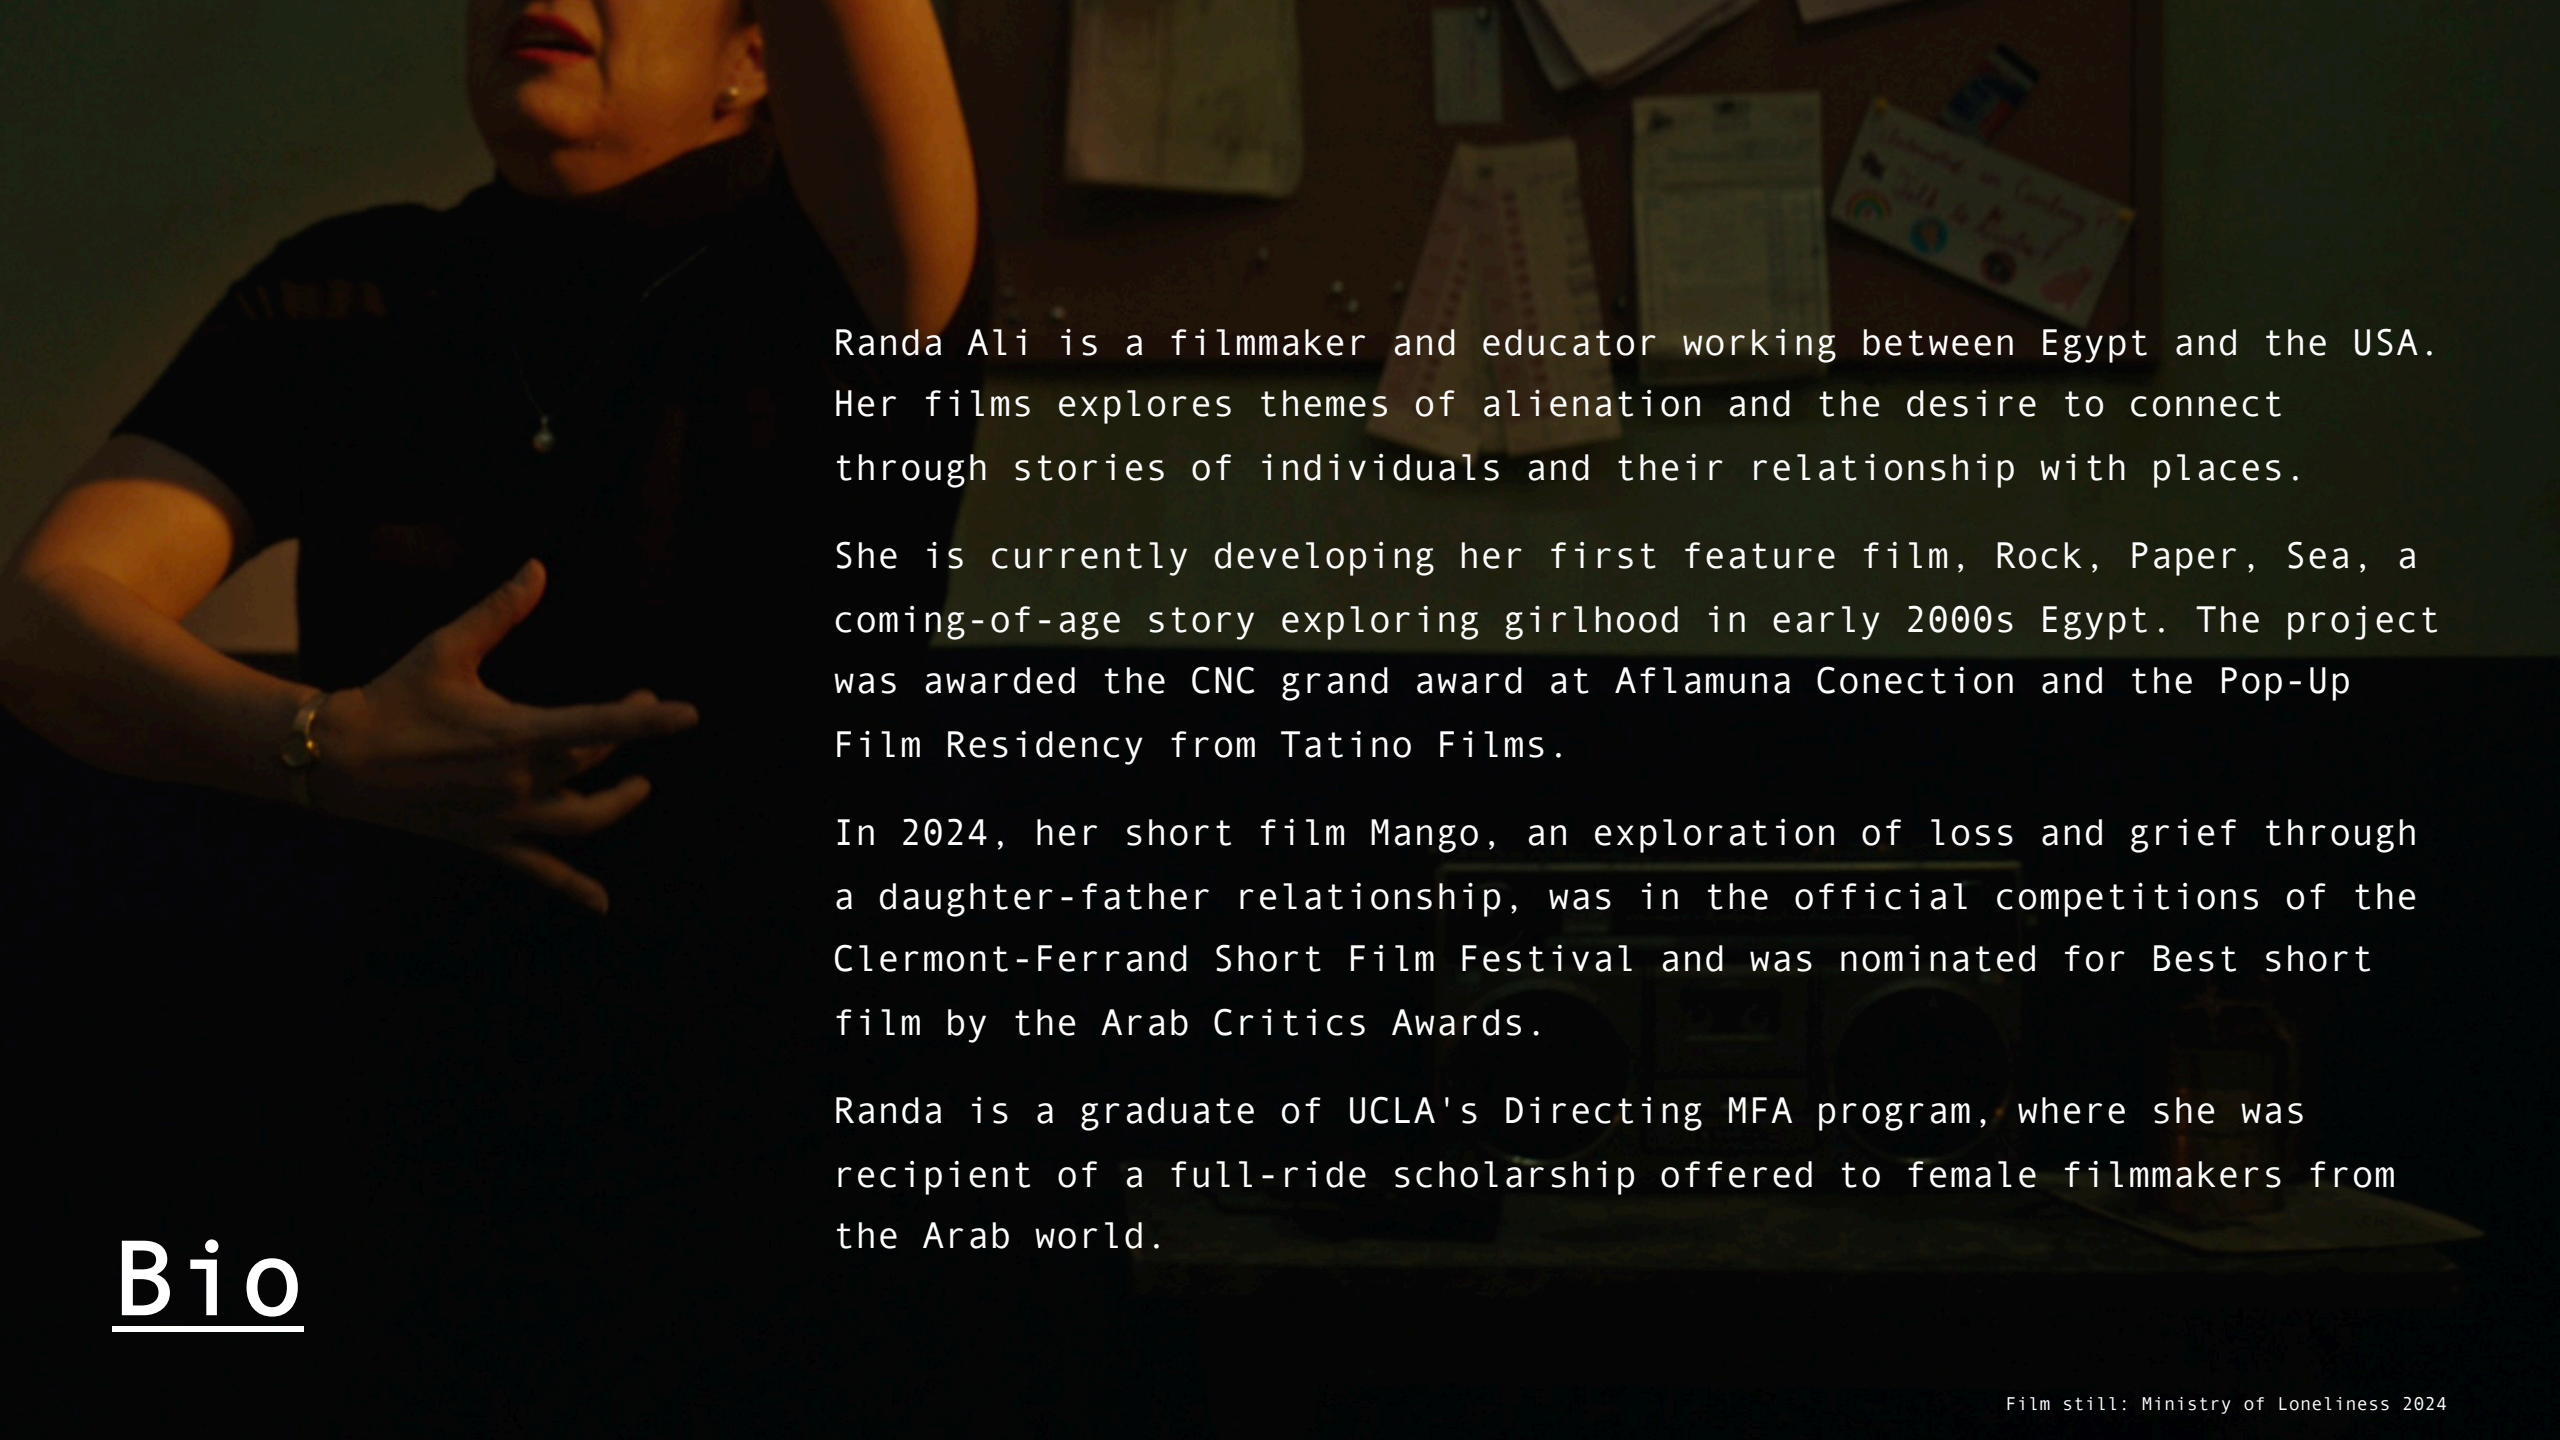 Randa Ali is a filmmaker and educator working between Egypt and the USA.
Her films explores themes of alienation and the desire to connect
through stories of individuals and their relationship with places.
She is currently developing her first feature film, Rock, Paper, Sea, a
coming-of-age story exploring girlhood in early 2000s Egypt. The project
was awarded the CNC grand award at Aflamuna Conection and the Pop-Up
Film Residency from Tatino Films.
In 2024, her short film Mango, an exploration of loss and grief through
a daughter-father relationship, was in the official competitions of the
Clermont-Ferrand Short Film Festival and was nominated for Best short
film by the Arab Critics Awards.
Randa is a graduate of UCLA's Directing MFA program, where she was
recipient of a full-ride scholarship offered to female filmmakers from
the Arab world.
Bio
Film still: Ministry of Loneliness 2024